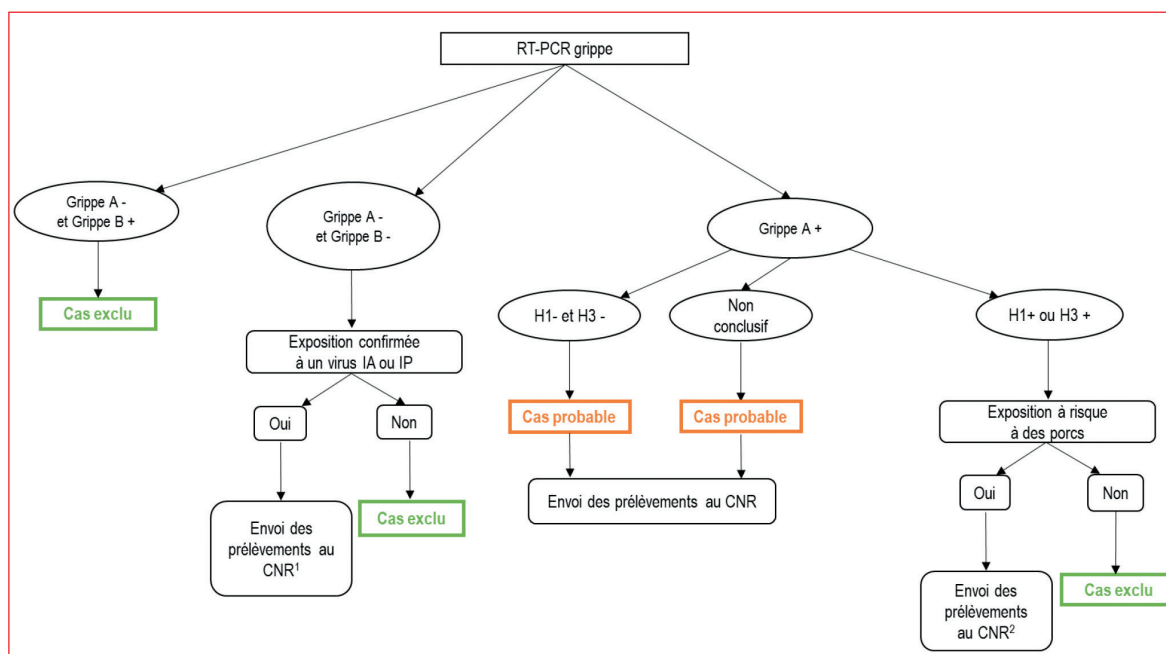 RT-PCR grippe
Grippe A -
et Grippe B +
Grippe A -
et Grippe B -
Grippe A +
Cas exclu
H1- et H3 -
Non
conclusif
H1+ ou H3 +
Exposition confirmée
à un virus IA ou IP
Cas probable
Cas probable
Exposition à risque
à des porcs
Oui
Non
Envoi des prélèvements au CNR
Oui
Non
Envoi des
prélèvements au
CNR¹
Cas exclu
Envoi des
prélèvements
au CNR²
Cas exclu